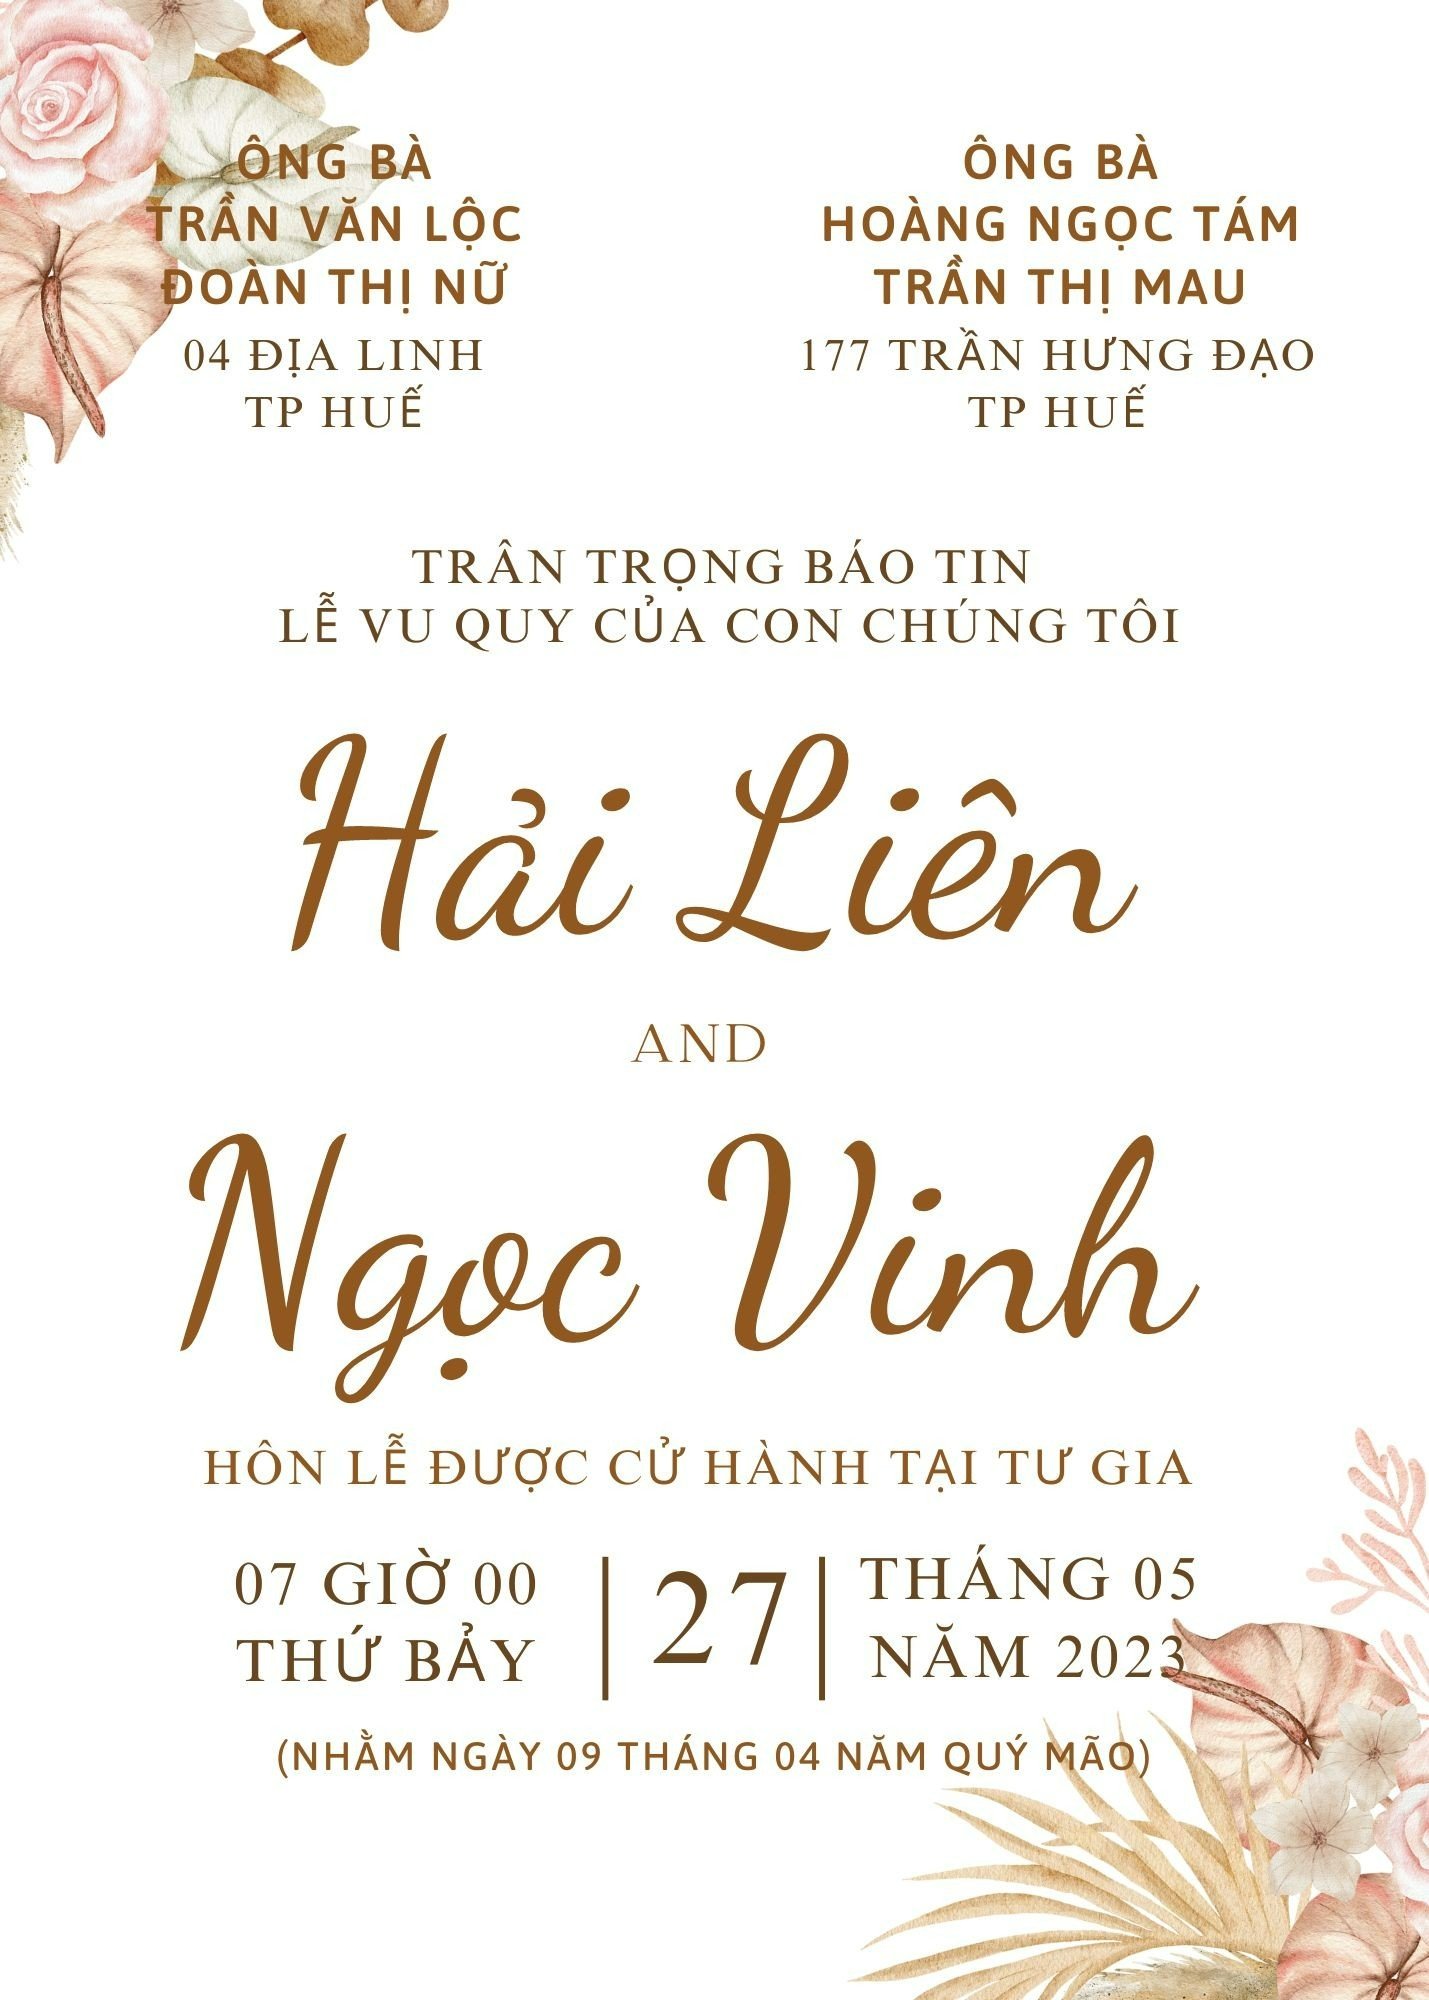 ÔNG BÀ
TRẦN VĂN LỘC
ĐOÀN THỊ NỮ
04 ĐỊA LINH
TP HUẾ
ÔNG BÀ
HOÀNG NGỌC TÁM
TRẦN THỊ MAU
177 TRẦN HƯNG ĐẠO
TP HUẾ
TRÂN TRỌNG BÁO TIN
LỄ VU QUY CỦA CON CHÚNG TÔI
Hải Liên
AND
Ngọc Vinh
HÔN LỄ ĐƯỢC CỬ HÀNH TẠI TƯ GIA
07 GIỜ 00
THỨ BẢY
27
THÁNG 05
NĂM 2023
(NHẰM NGÀY 09 THÁNG 04 NĂM QUÝ MÃO)